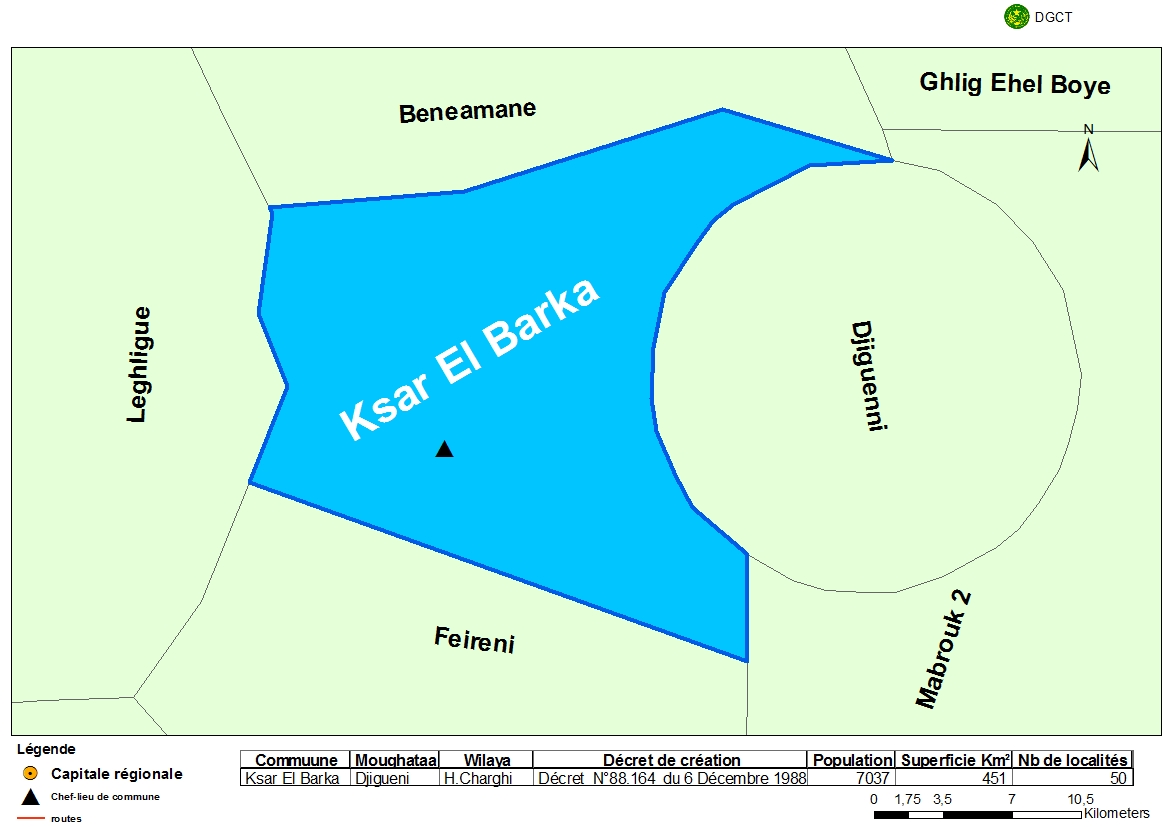 DGCT
Ghlig Ehel Boye
Beneamane
N
Leghligue
Ksar El Barka
Djiguenni
Feireni
Mabrouk 2
Légende
Capitale régionale
Chef-lieu de commune
routes
Commuune Moughataa Wilaya Décret de création Population Superficie Km² Nb de localités
Ksar El Barka Djigueni H.Charghi Décret N°88.164 du 6 Décembre 1988 7037 451 50
0 1,75 3,5 7 10,5
Kilometers